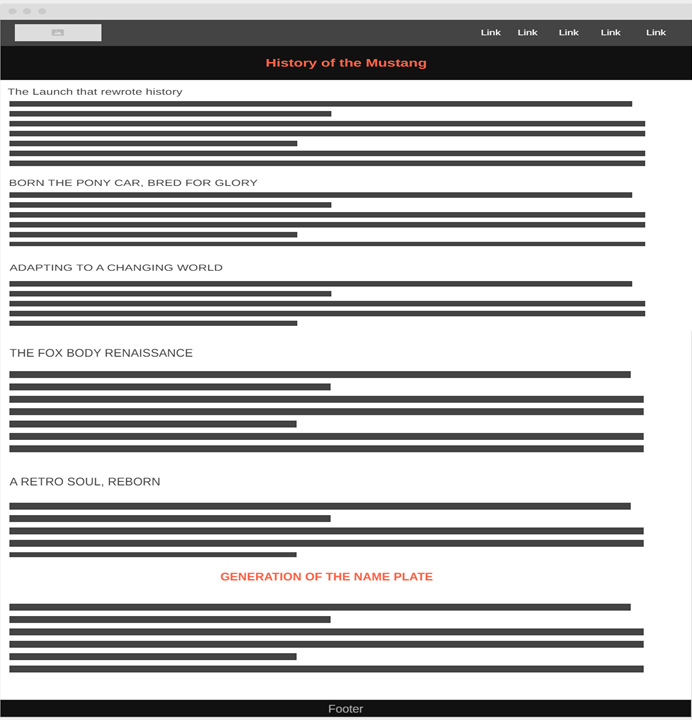 Link Link Link Link Link
History of the Mustang
The Launch that rewrote history
BORN THE PONY CAR, BRED FOR GLORY
ADAPTING TO A CHANGING WORLD
THE FOX BODY RENAISSANCE
A RETRO SOUL, REBORN
GENERATION OF THE NAME PLATE
Footer